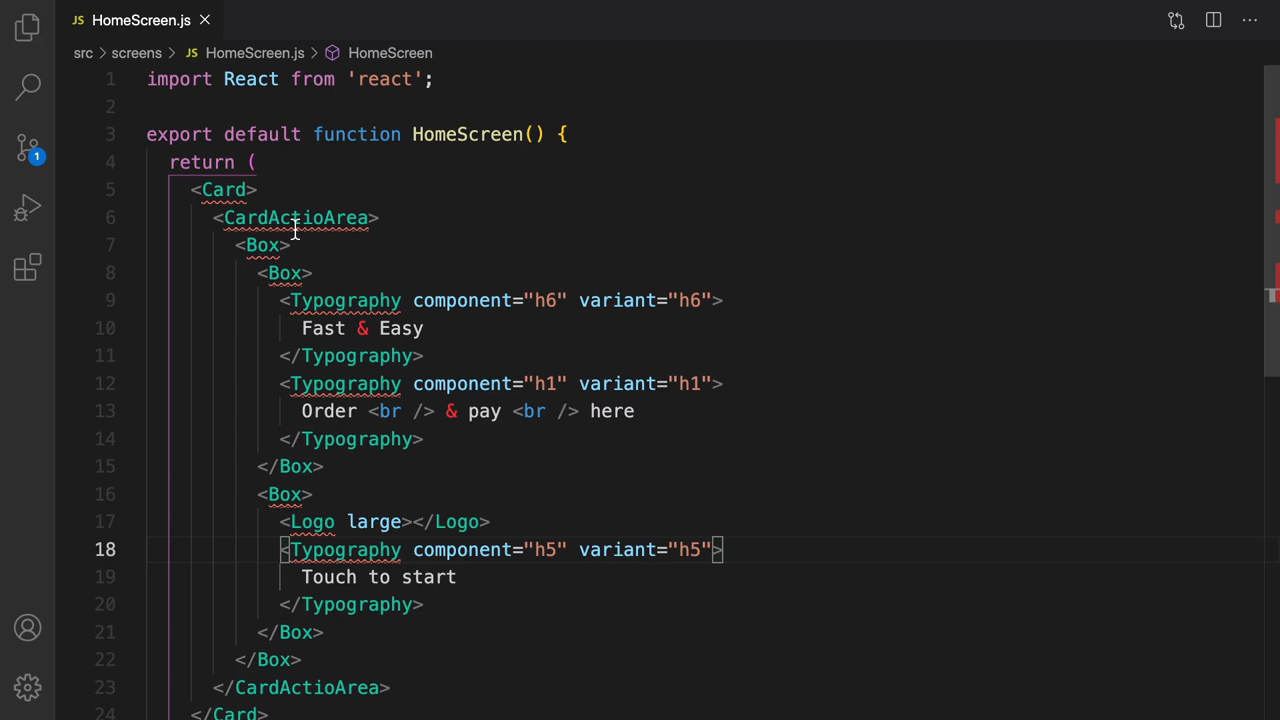 JS HomeScreen.js ×
src > screens > JS HomeScreen.js > HomeScreen
1 import React from 'react';
2
3 export default function HomeScreen() {
4 return (
5 <Card>
6 <CardActioArea>
7 <Box>
8 <Box>
9 <Typography component="h6" variant="h6">
10 Fast & Easy
11 </Typography>
12 <Typography component="h1" variant="h1">
13 Order <br /> & pay <br /> here
14 </Typography>
15 </Box>
16 <Box>
17 <Logo large></Logo>
18 <Typography component="h5" variant="h5">
19 Touch to start
20 </Typography>
21 </Box>
22 </Box>
23 </CardActioArea>
24 </Card>
1